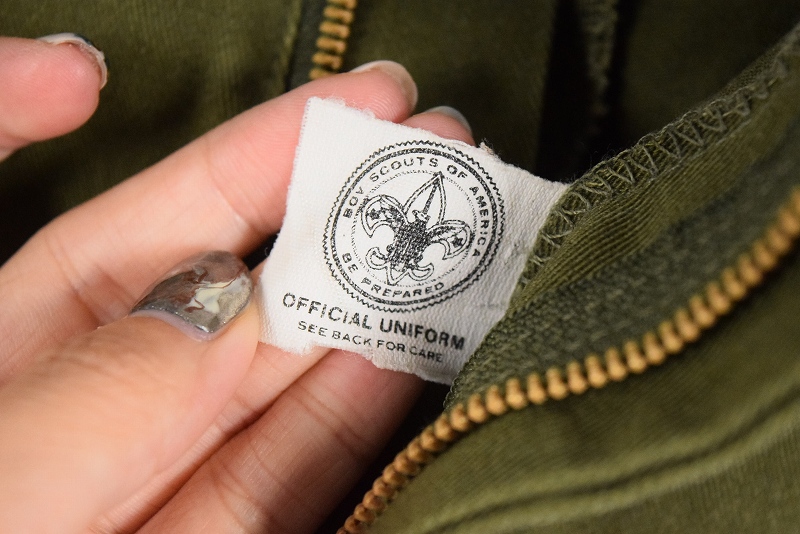 BOY SCOUTS OF AMERICA
BE PREPARED
OFFICIAL UNIFORM
SEE BACK FOR CARE